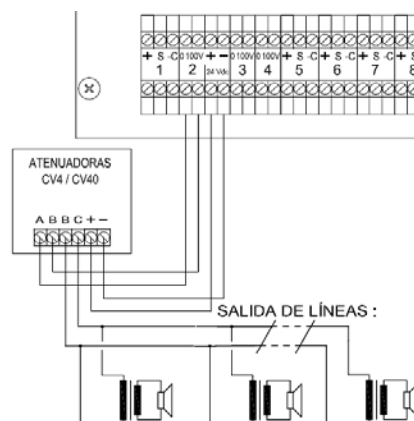 + S -C 0 100V + - 0 100V 0 100V + S -C + S -C + S -C +
1 2 24 Vdc 3 4 5 6 7 8
ATENUADORAS
CV4 / CV40
A B B C + -
SALIDA DE LÍNEAS :